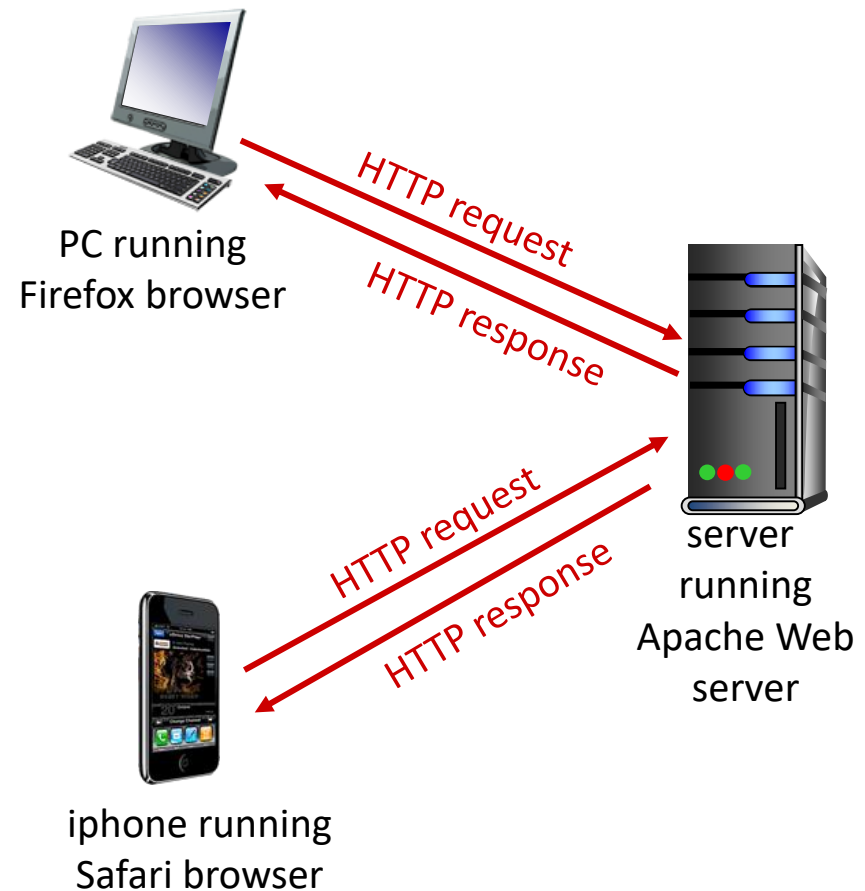 HTTP request
HTTP response
PC running
Firefox browser
HTTP request
HTTP response
server
running
Apache Web
server
iphone running
Safari browser